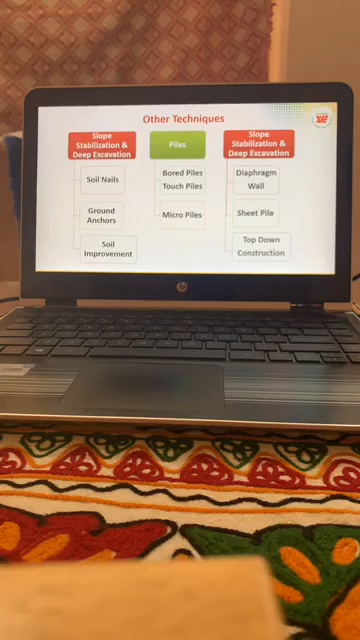 Other Techniques
Slope
Stabilization &
& Deep Excavation
Soil Nails
Ground
Anchors
Soil
Improvement
Piles
Bored Piles
Touch Piles
Micro Piles
Slope
Stabilization &
Deep Excavation
Diaphragm
Wall
Sheet Pile
Top Down
Construction
hp